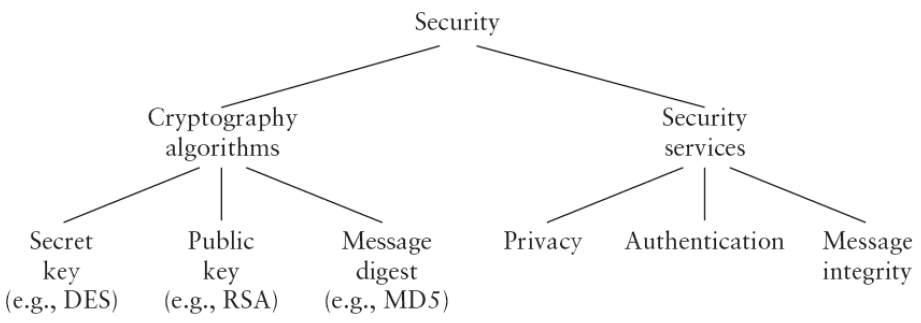 Security
Cryptography
algorithms
Security
services
Secret
key
(e.g., DES)
Public
key
(e.g., RSA)
Message
digest
(e.g., MD5)
Privacy
Authentication
Message
integrity